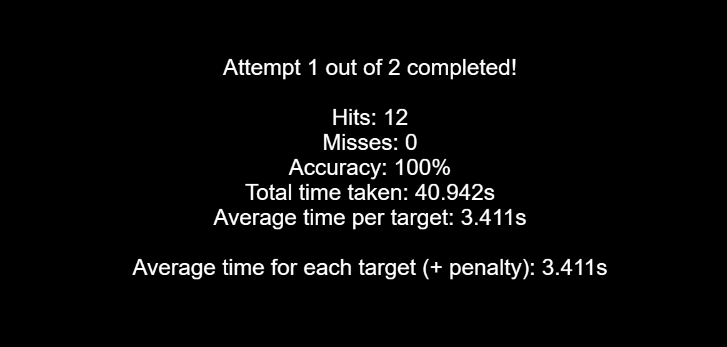 Attempt 1 out of 2 completed!
Hits: 12
Misses: 0
Accuracy: 100%
Total time taken: 40.942s
Average time per target: 3.411s
Average time for each target (+ penalty): 3.411s